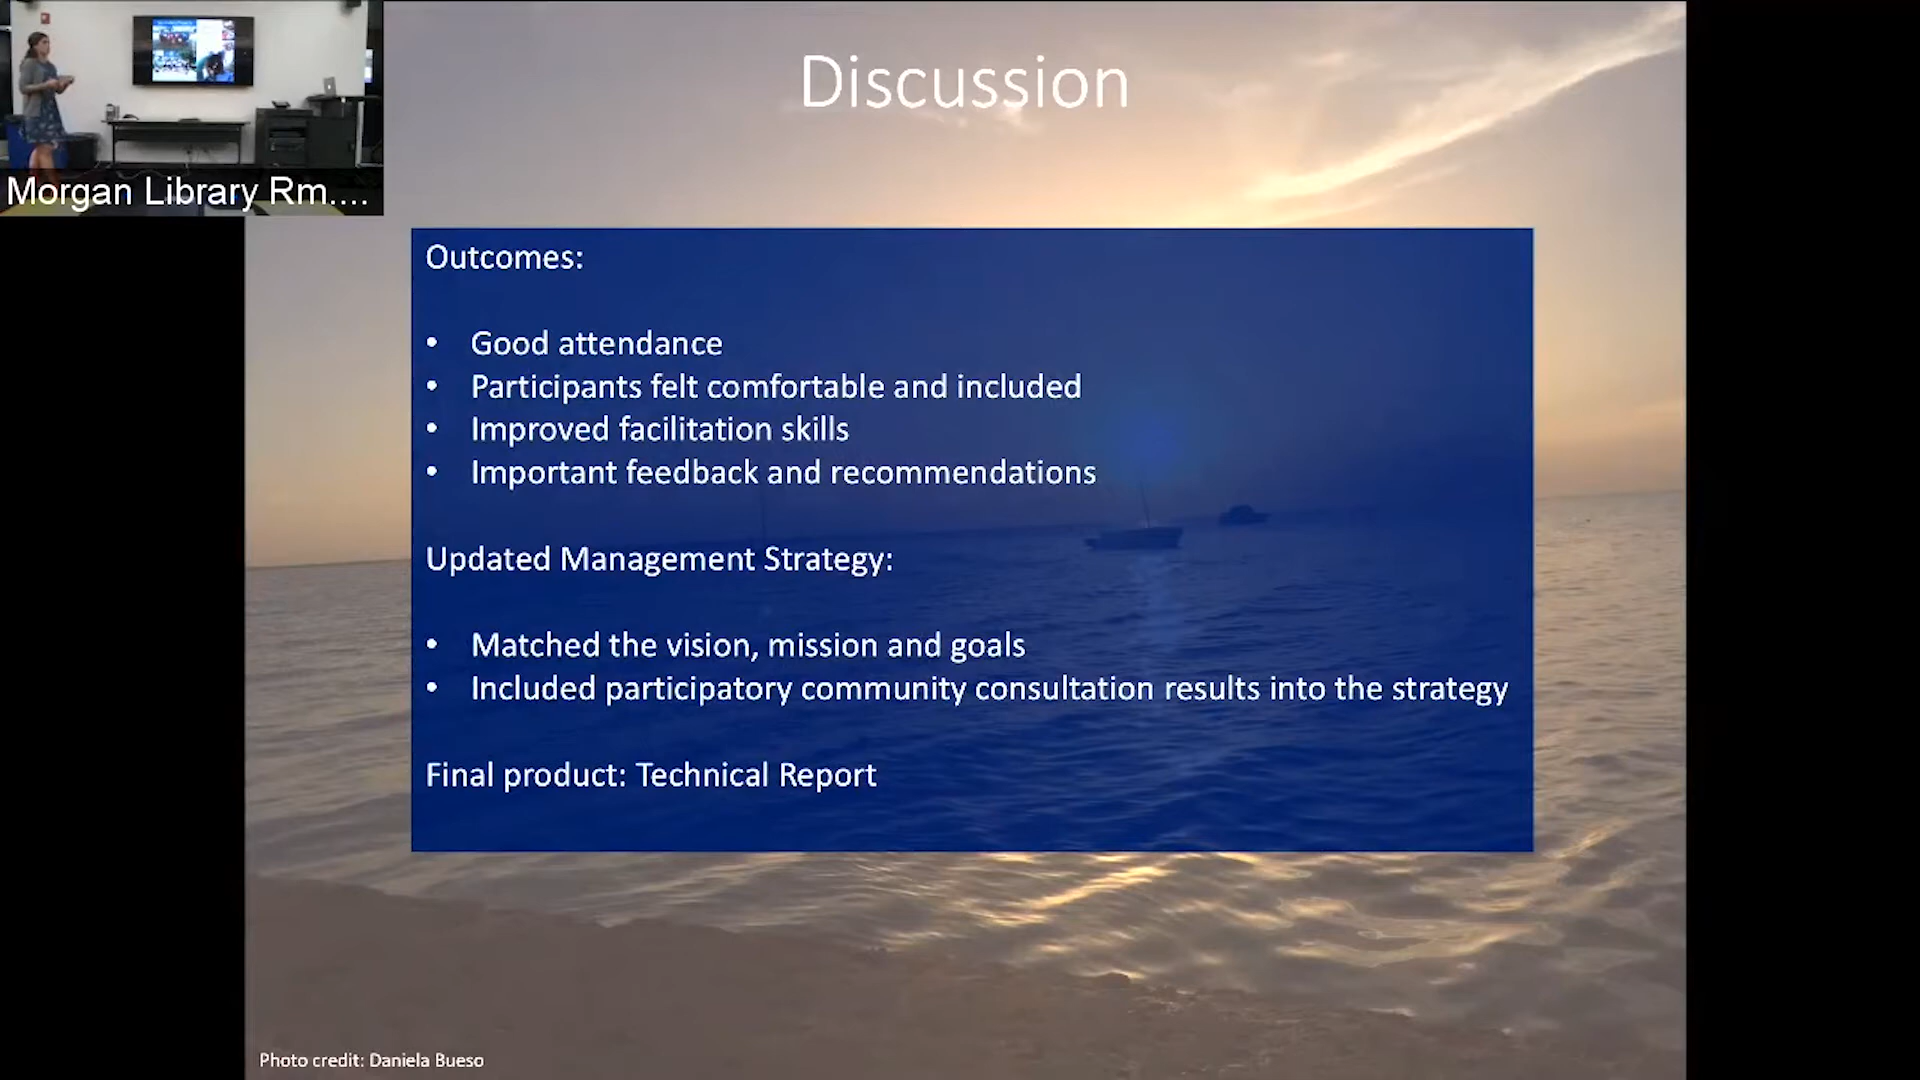 Morgan Library Rm....
Discussion
Outcomes:
• Good attendance
• Participants felt comfortable and included
• Improved facilitation skills
• Important feedback and recommendations
Updated Management Strategy:
• Matched the vision, mission and goals
• Included participatory community consultation results into the strategy
Final product: Technical Report
Photo credit: Daniela Bueso